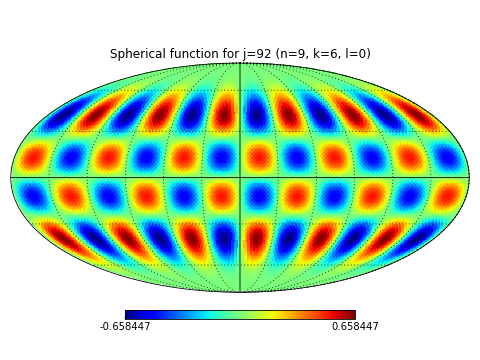 Spherical function for j=92 (n=9, k=6, l=0)
-0.658447 0.658447